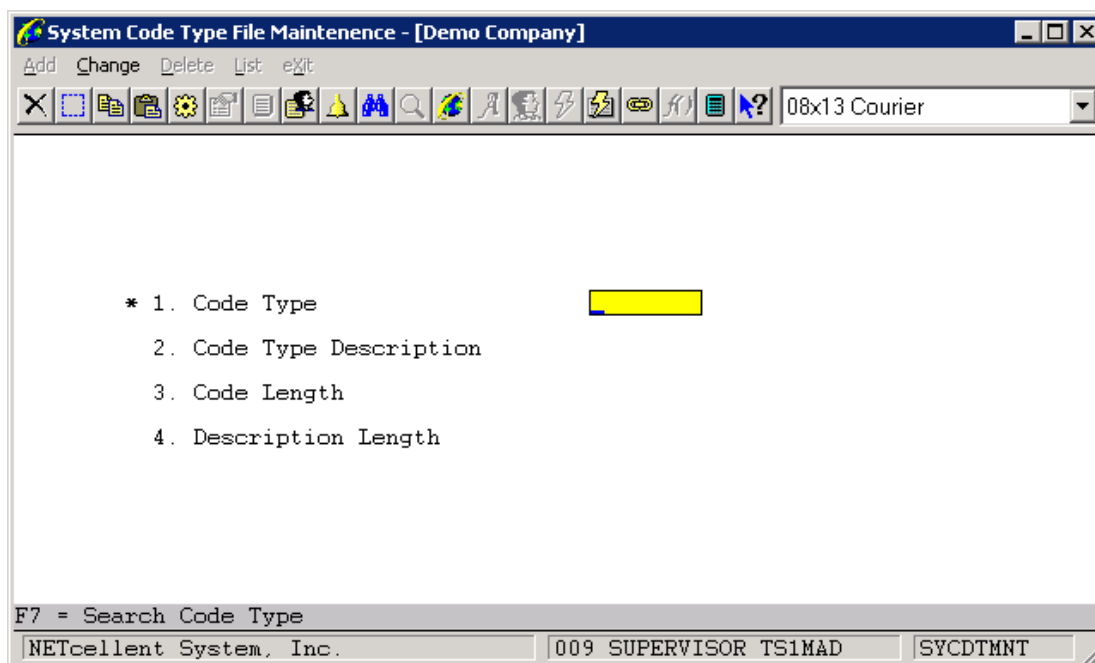 System Code Type File Maintenence - [Demo Company]
Add Change Delete List eXit
08x13 Courier
* 1. Code Type
2. Code Type Description
3. Code Length
4. Description Length
F7 = Search Code Type
NETcellent System, Inc. 009 SUPERVISOR TS1MAD SYCDTMNT